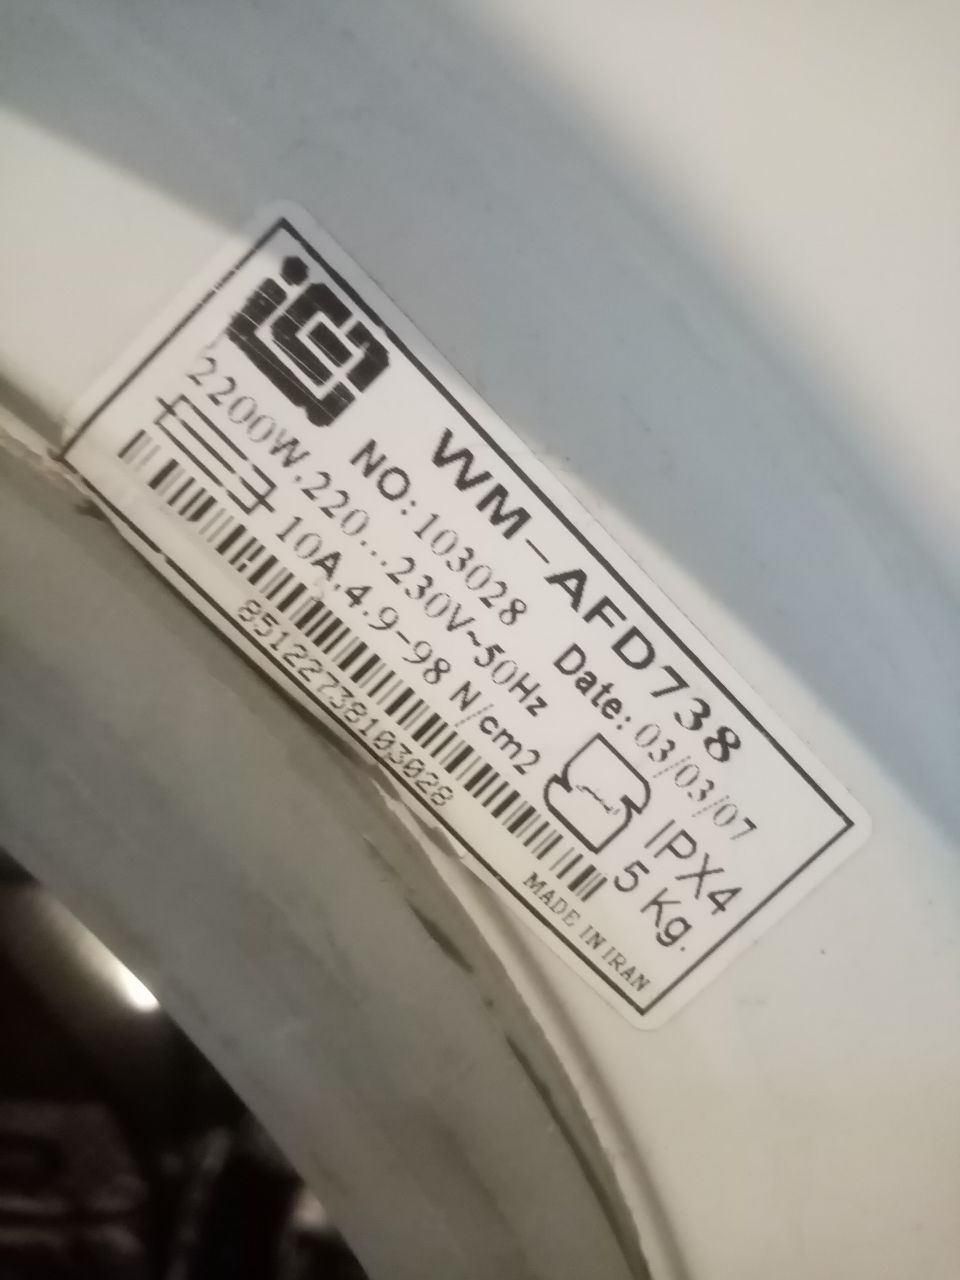 WM-AFD738
NO: 103028 Date: 03/03/07
2200W.220...230V~50Hz IPX4
10A.4.9-98 N/cm2 5 Kg.
85122738103028
MADE IN IRAN